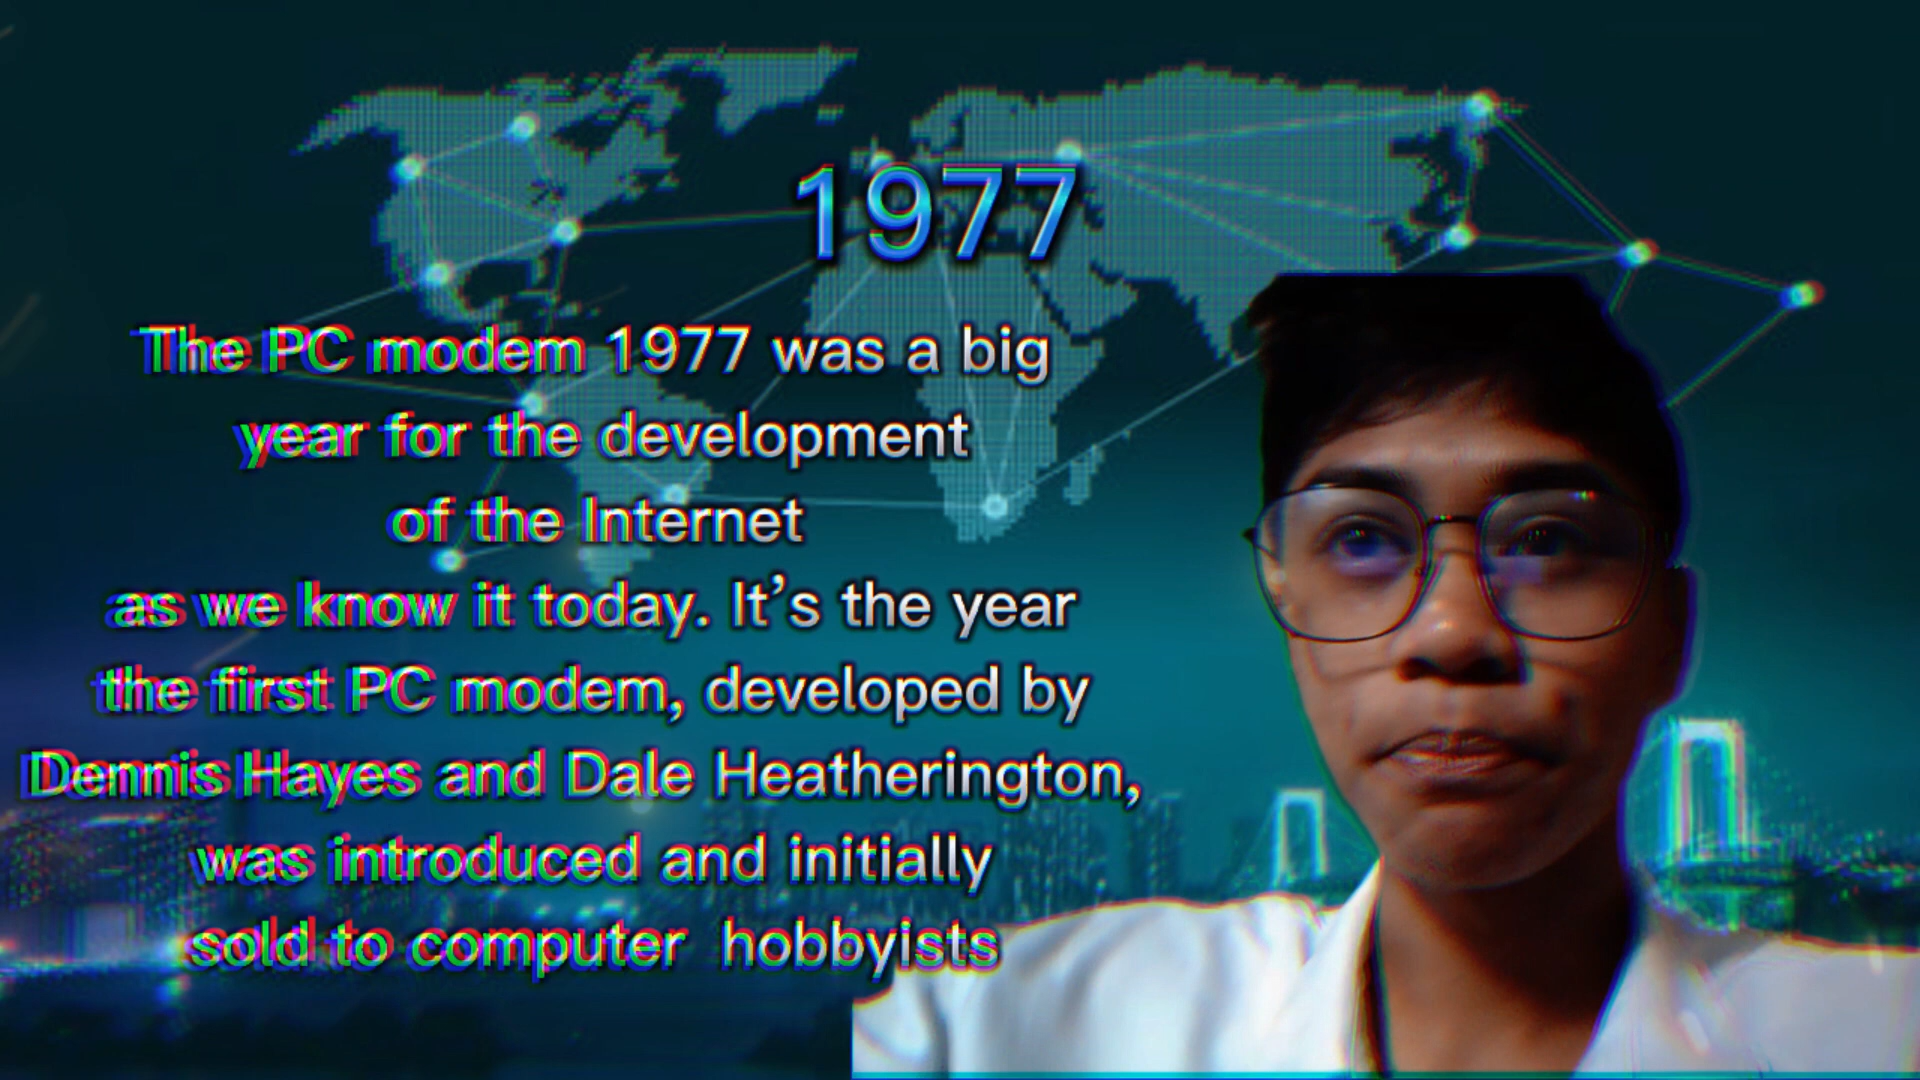 1977
The PC modem 1977 was a big
year for the development
of the Internet
as we know it today. It’s the year
the first PC modem, developed by
Dennis Hayes and Dale Heatherington,
was introduced and initially
sold to computer hobbyists